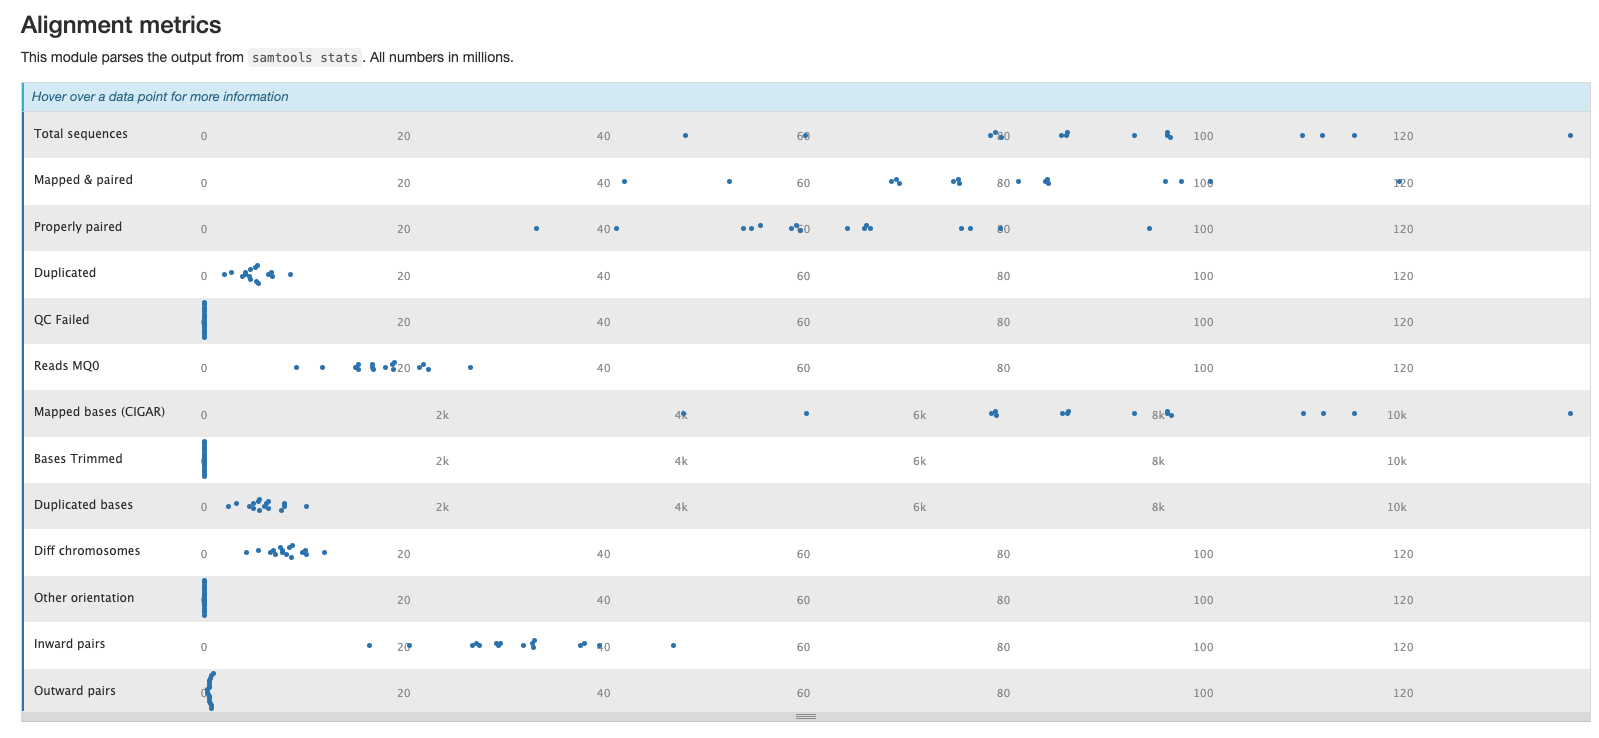 Alignment metrics
This module parses the output from samtools stats. All numbers in millions.
Hover over a data point for more information
Total sequences 0 20 40 60 80 100 120
Mapped & paired 0 20 40 60 80 100 120
Properly paired 0 20 40 60 80 100 120
Duplicated 0 20 40 60 80 100 120
QC Failed 0 20 40 60 80 100 120
Reads MQ0 0 20 40 60 80 100 120
Mapped bases (CIGAR) 0 2k 4k 6k 8k 10k
Bases Trimmed 0 2k 4k 6k 8k 10k
Duplicated bases 0 2k 4k 6k 8k 10k
Diff chromosomes 0 20 40 60 80 100 120
Other orientation 0 20 40 60 80 100 120
Inward pairs 0 20 40 60 80 100 120
Outward pairs 0 20 40 60 80 100 120